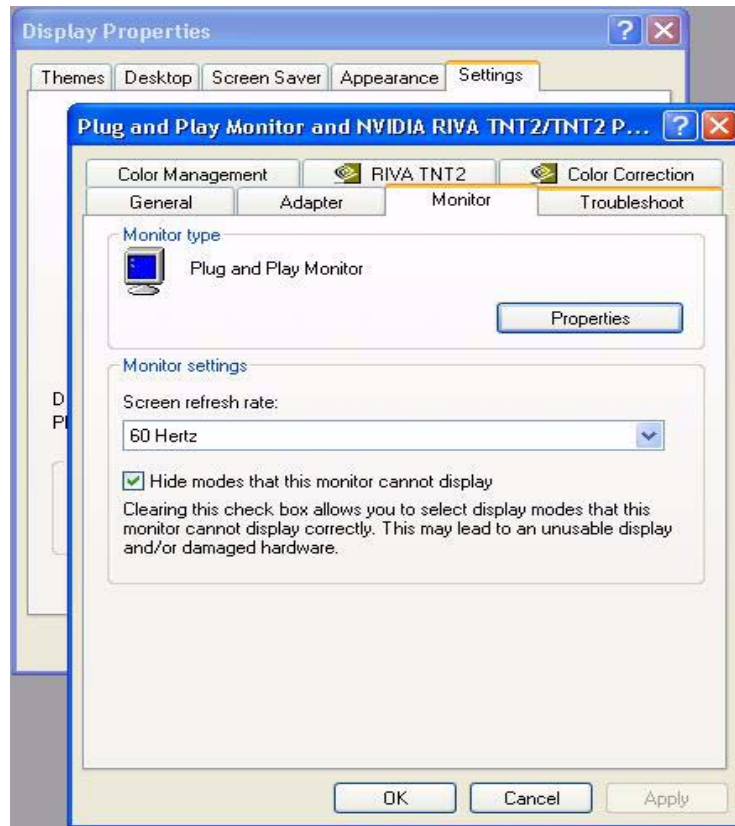 Display Properties
Themes Desktop Screen Saver Appearance Settings
Plug and Play Monitor and NVIDIA RIVA TNT2/TNT2 P...
Color Management RIVA TNT2 Color Correction
General Adapter Monitor Troubleshoot
Monitor type
Plug and Play Monitor
Properties
Monitor settings
D
Screen refresh rate:
Pl
60 Hertz
Hide modes that this monitor cannot display
Clearing this check box allows you to select display modes that this
monitor cannot display correctly. This may lead to an unusable display
and/or damaged hardware.
OK Cancel Apply